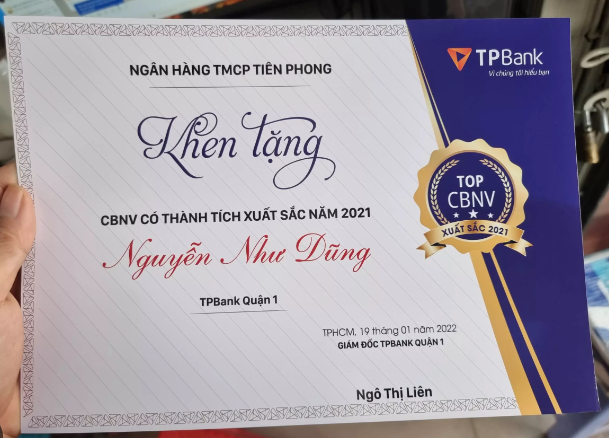 NGÂN HÀNG TMCP TIÊN PHONG
Khen tặng
CBNV CÓ THÀNH TÍCH XUẤT SẮC NĂM 2021
Nguyễn Như Dũng
TPBank Quận 1
TPHCM, 19 tháng 01 năm 2022
GIÁM ĐỐC TPBANK QUẬN 1
Ngô Thị Liên
TPBank
Vì chúng tôi hiểu bạn
TOP
CBNV
XUẤT SẮC 2021